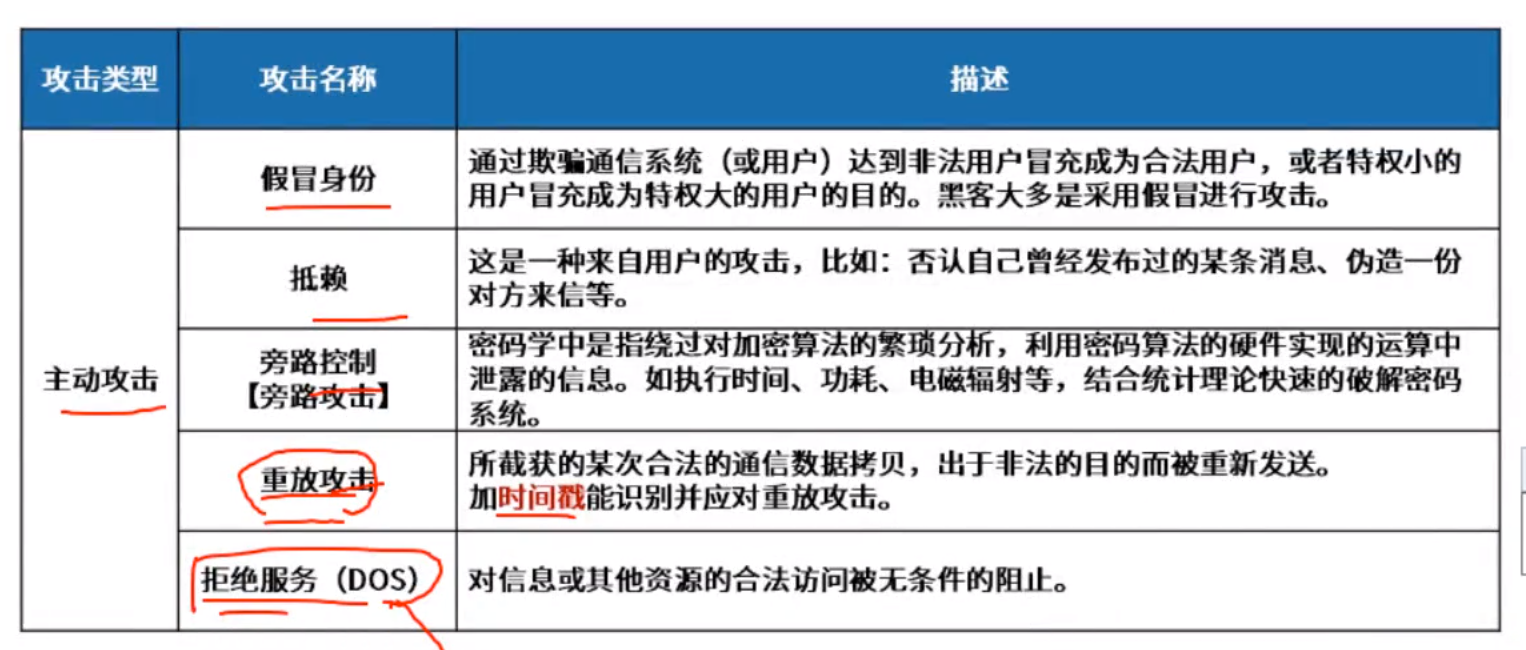 攻击类型 攻击名称 描述
假冒身份
通过欺骗通信系统（或用户）达到非法用户冒充成为合法用户，或者特权小的
用户冒充成为特权大的用户的目的。黑客大多是采用假冒进行攻击。
抵赖
这是一种来自用户的攻击，比如：否认自己曾经发布过的某条消息、伪造一份
对方来信等。
主动攻击
旁路控制
【旁路攻击】
密码学中是指绕过对加密算法的繁琐分析，利用密码算法的硬件实现的运算中
泄露的信息。如执行时间、功耗、电磁辐射等，结合统计理论快速的破解密码
系统。
重放攻击
所截获的某次合法的通信数据拷贝，出于非法的目的而被重新发送。
加时间戳能识别并应对重放攻击。
拒绝服务（DOS）
对信息或其他资源的合法访问被无条件的阻止。